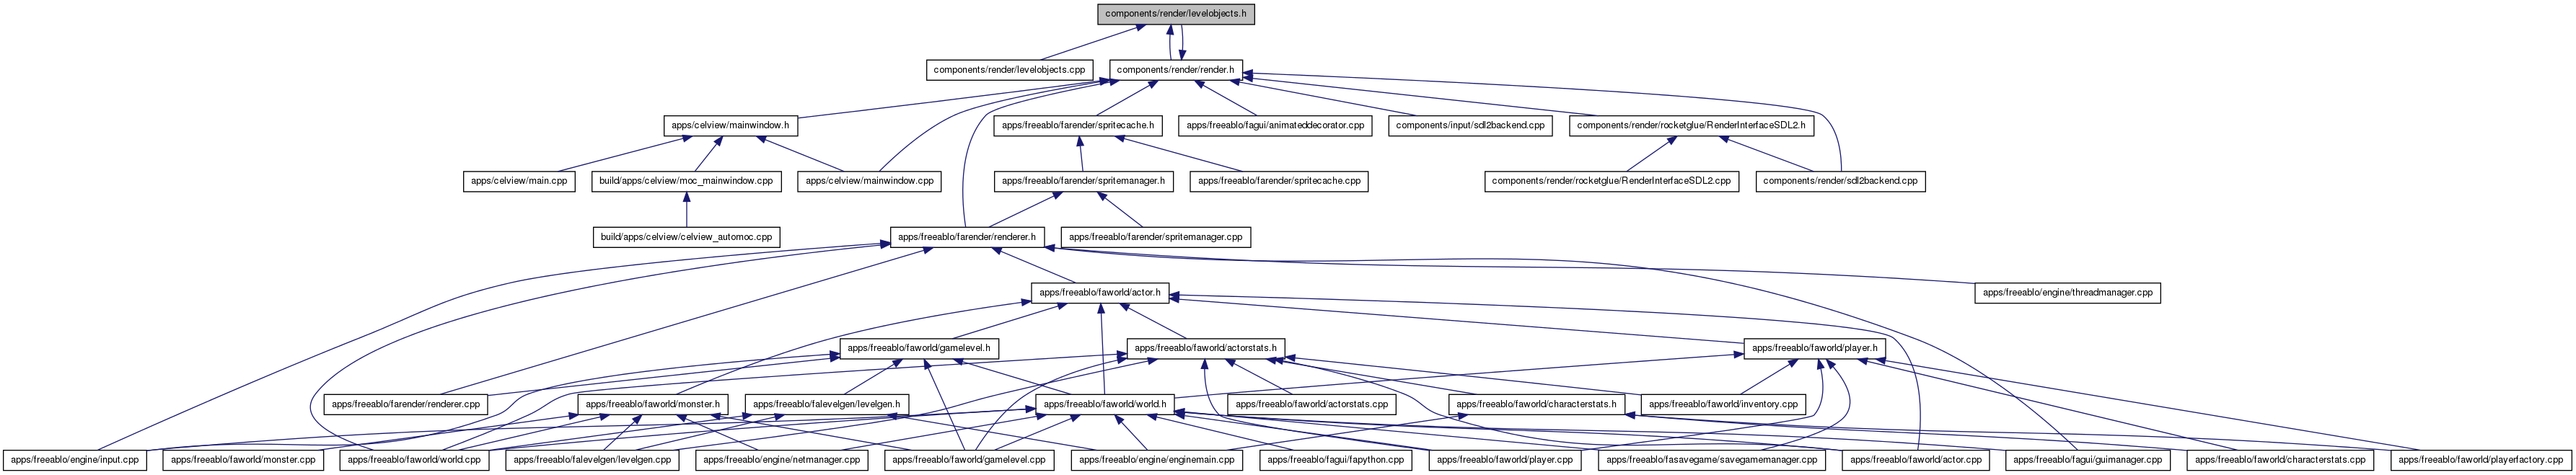 components/render/levelobjects.h
components/render/levelobjects.cpp
components/render/render.h
apps/celview/mainwindow.h
apps/freeablo/farender/spritecache.h
apps/freeablo/fagui/animateddecorator.cpp
components/input/sdl2backend.cpp
components/render/rocketglue/RenderInterfaceSDL2.h
apps/celview/main.cpp
build/apps/celview/moc_mainwindow.cpp
apps/celview/mainwindow.cpp
apps/freeablo/farender/spritemanager.h
apps/freeablo/farender/spritecache.cpp
components/render/rocketglue/RenderInterfaceSDL2.cpp
components/render/sdl2backend.cpp
build/apps/celview/celview_automoc.cpp
apps/freeablo/farender/renderer.h
apps/freeablo/farender/spritemanager.cpp
apps/freeablo/faworld/actor.h
apps/freeablo/engine/threadmanager.cpp
apps/freeablo/faworld/gamelevel.h
apps/freeablo/faworld/actorstats.h
apps/freeablo/faworld/player.h
apps/freeablo/farender/renderer.cpp
apps/freeablo/faworld/monster.h
apps/freeablo/falevelgen/levelgen.h
apps/freeablo/faworld/world.h
apps/freeablo/faworld/actorstats.cpp
apps/freeablo/faworld/characterstats.h
apps/freeablo/faworld/inventory.cpp
apps/freeablo/engine/input.cpp
apps/freeablo/faworld/monster.cpp
apps/freeablo/faworld/world.cpp
apps/freeablo/falevelgen/levelgen.cpp
apps/freeablo/engine/netmanager.cpp
apps/freeablo/faworld/gamelevel.cpp
apps/freeablo/engine/enginemain.cpp
apps/freeablo/fagui/fapython.cpp
apps/freeablo/faworld/player.cpp
apps/freeablo/fasavegame/savegamemanager.cpp
apps/freeablo/faworld/actor.cpp
apps/freeablo/fagui/guimanager.cpp
apps/freeablo/faworld/characterstats.cpp
apps/freeablo/faworld/playerfactory.cpp